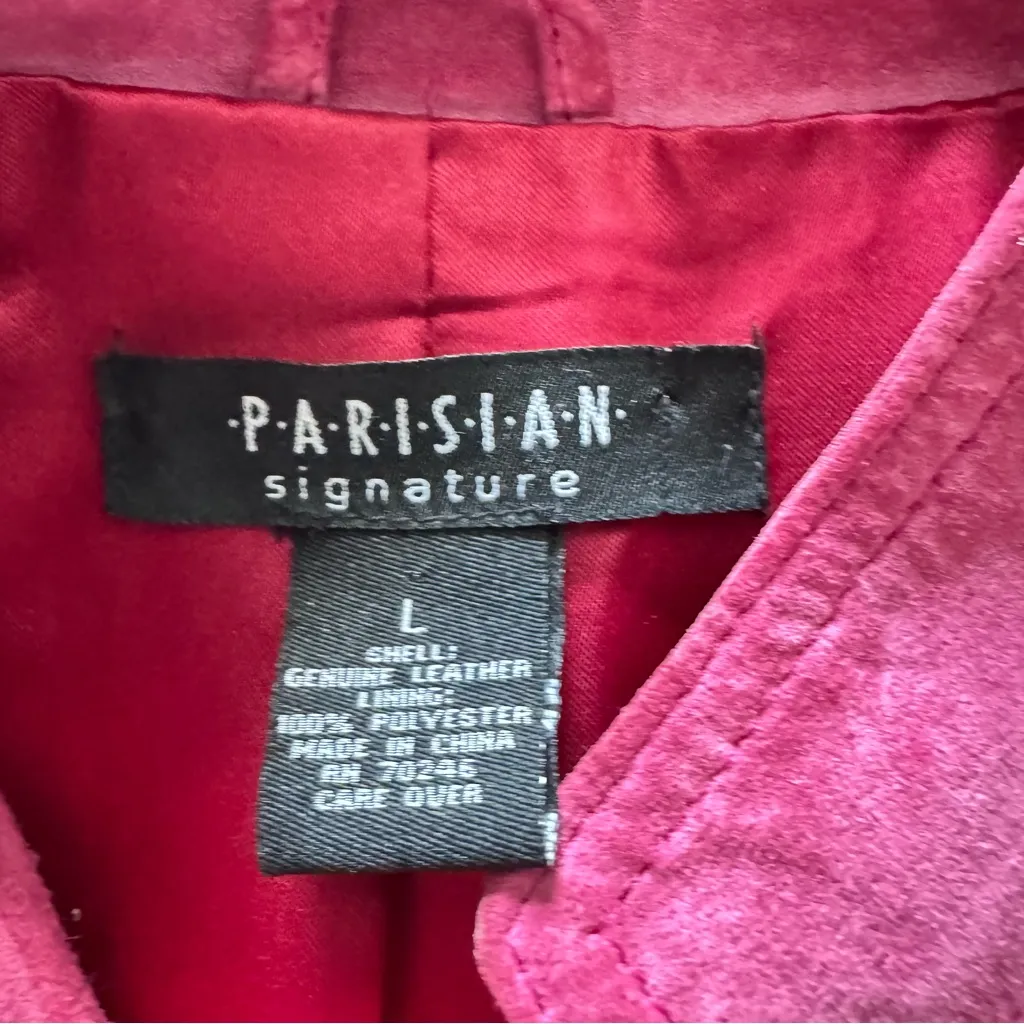 ·P·A·R·I·S·I·A·N·
signature
L
SHELL:
GENUINE LEATHER
LINING:
100% POLYESTER
MADE IN CHINA
RN 70246
CARE OVER